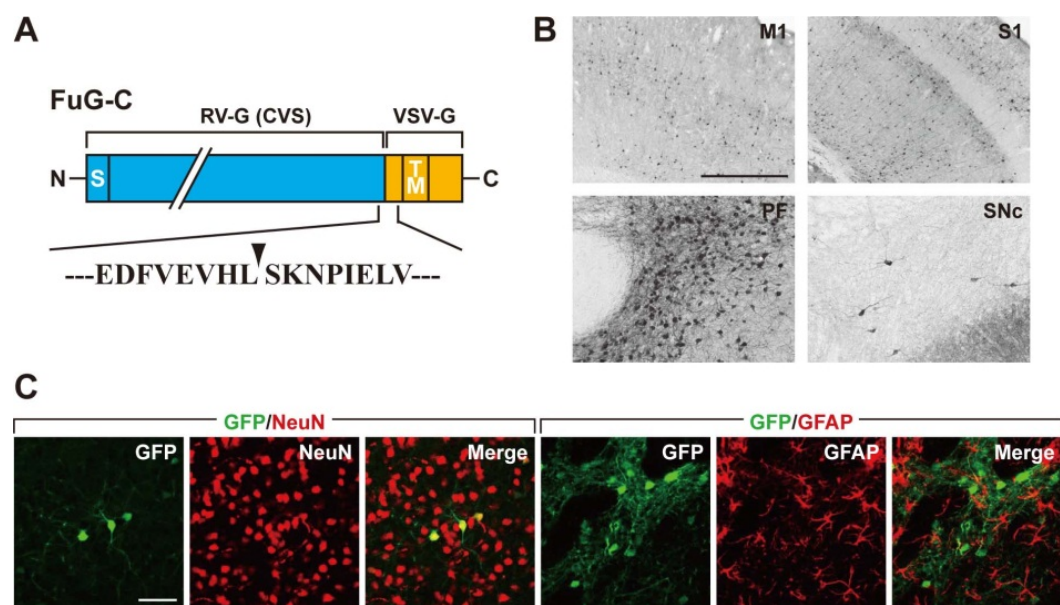 A
FuG-C
RV-G (CVS)
VSV-G
N
S
TM
C
---EDFVEVHL SKNPIELV---
B
M1
S1
PF
SNc
C
GFP/NeuN
GFP/GFAP
GFP
NeuN
Merge
GFP
GFAP
Merge